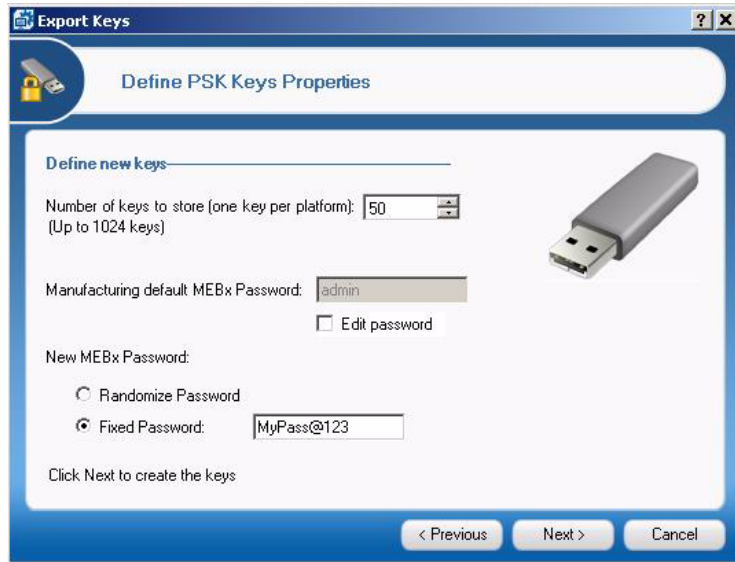 Export Keys
Define PSK Keys Properties
Define new keys
Number of keys to store (one key per platform): 50
(Up to 1024 keys)
Manufacturing default MEBx Password: admin
Edit password
New MEBx Password:
Randomize Password
Fixed Password: MyPass@123
Click Next to create the keys
< Previous Next > Cancel